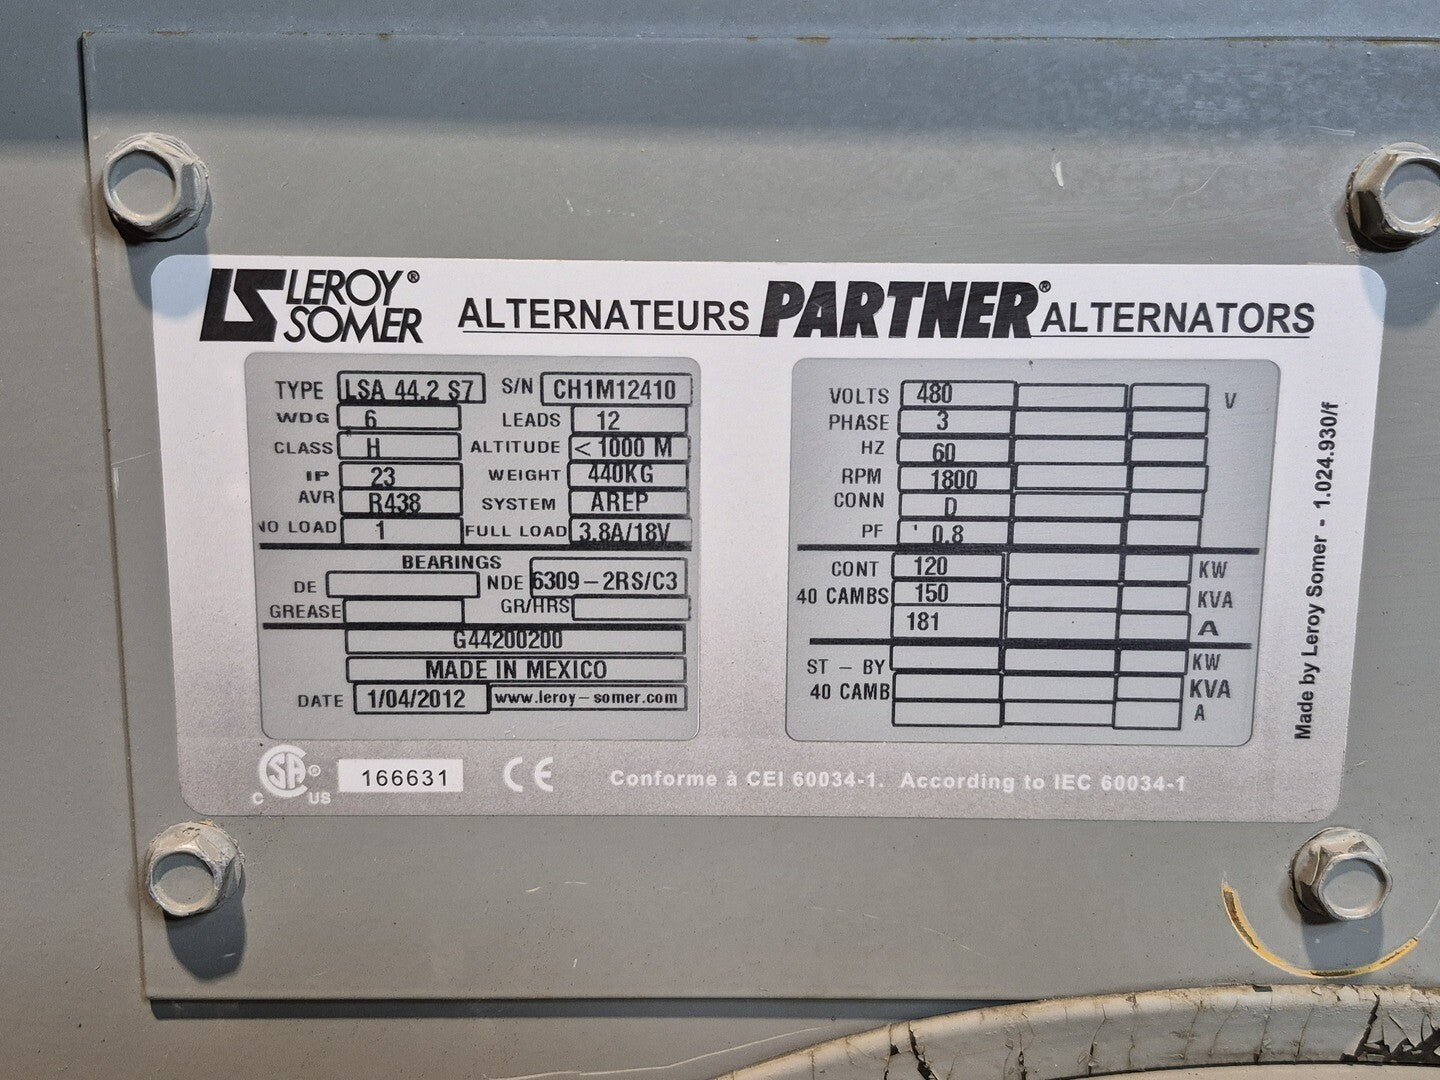 LS LEROY® SOMER ALTERNATEURS PARTNER® ALTERNATORS
TYPE LSA 44.2 S7 S/N CH1M12410
WDG 6 LEADS 12
CLASS H ALTITUDE < 1000 M
IP 23 WEIGHT 440KG
AVR R438 SYSTEM AREP
NO LOAD 1 FULL LOAD 3.8A/18V
BEARINGS
DE NDE 6309-2RS/C3
GREASE GR/HRS
G44200200
MADE IN MEXICO
DATE 1/04/2012 www.leroy-somer.com
VOLTS 480 V
PHASE 3
HZ 60
RPM 1800
CONN D
PF 0.8
CONT 120 KW
40 CAMBS 150 KVA
181 A
ST - BY KW
40 CAMB KVA
A
Made by Leroy Somer - 1.024.930/f
C SA® US 166631 CE Conforme à CEI 60034-1. According to IEC 60034-1